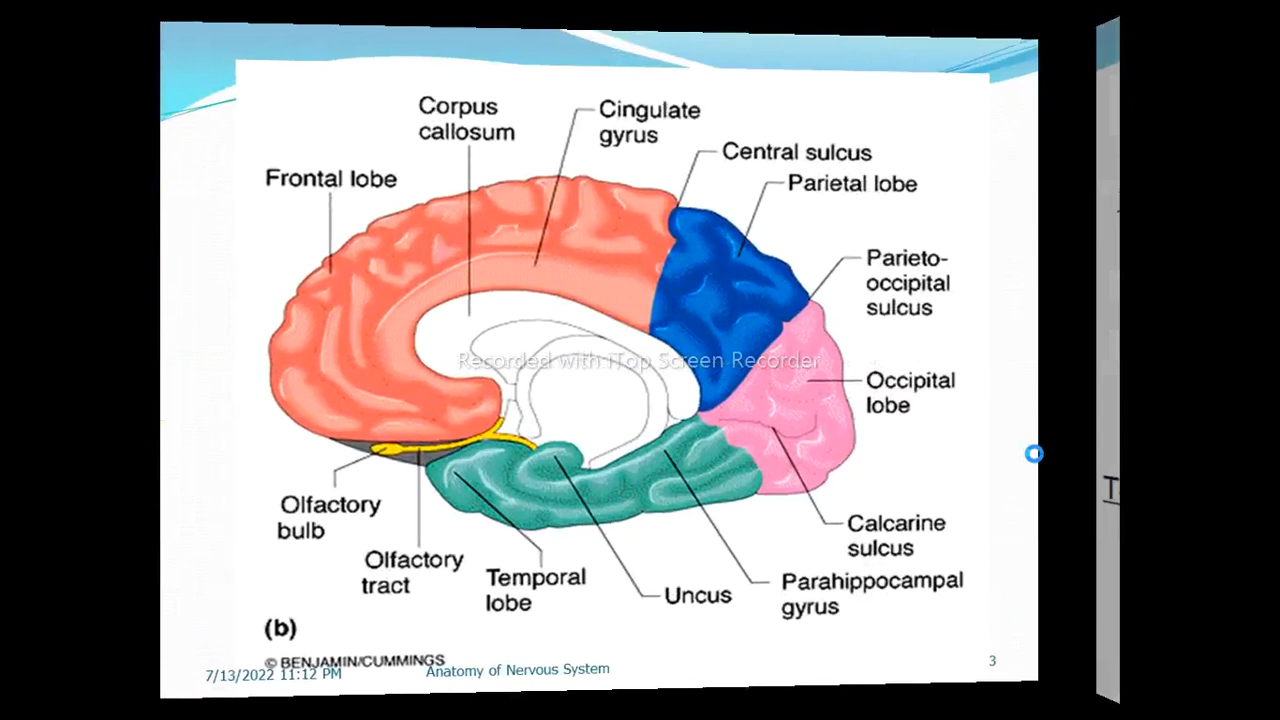 Corpus
callosum
Cingulate
gyrus
Central sulcus
Frontal lobe
Parietal lobe
Parieto-
occipital
sulcus
Recorded with iTop Screen Recorder
Occipital
lobe
Olfactory
bulb
Calcarine
sulcus
Olfactory
tract
Temporal
lobe
Uncus
Parahippocampal
gyrus
(b)
© BENJAMIN/CUMMINGS
7/13/2022 11:12 PM
Anatomy of Nervous System
3